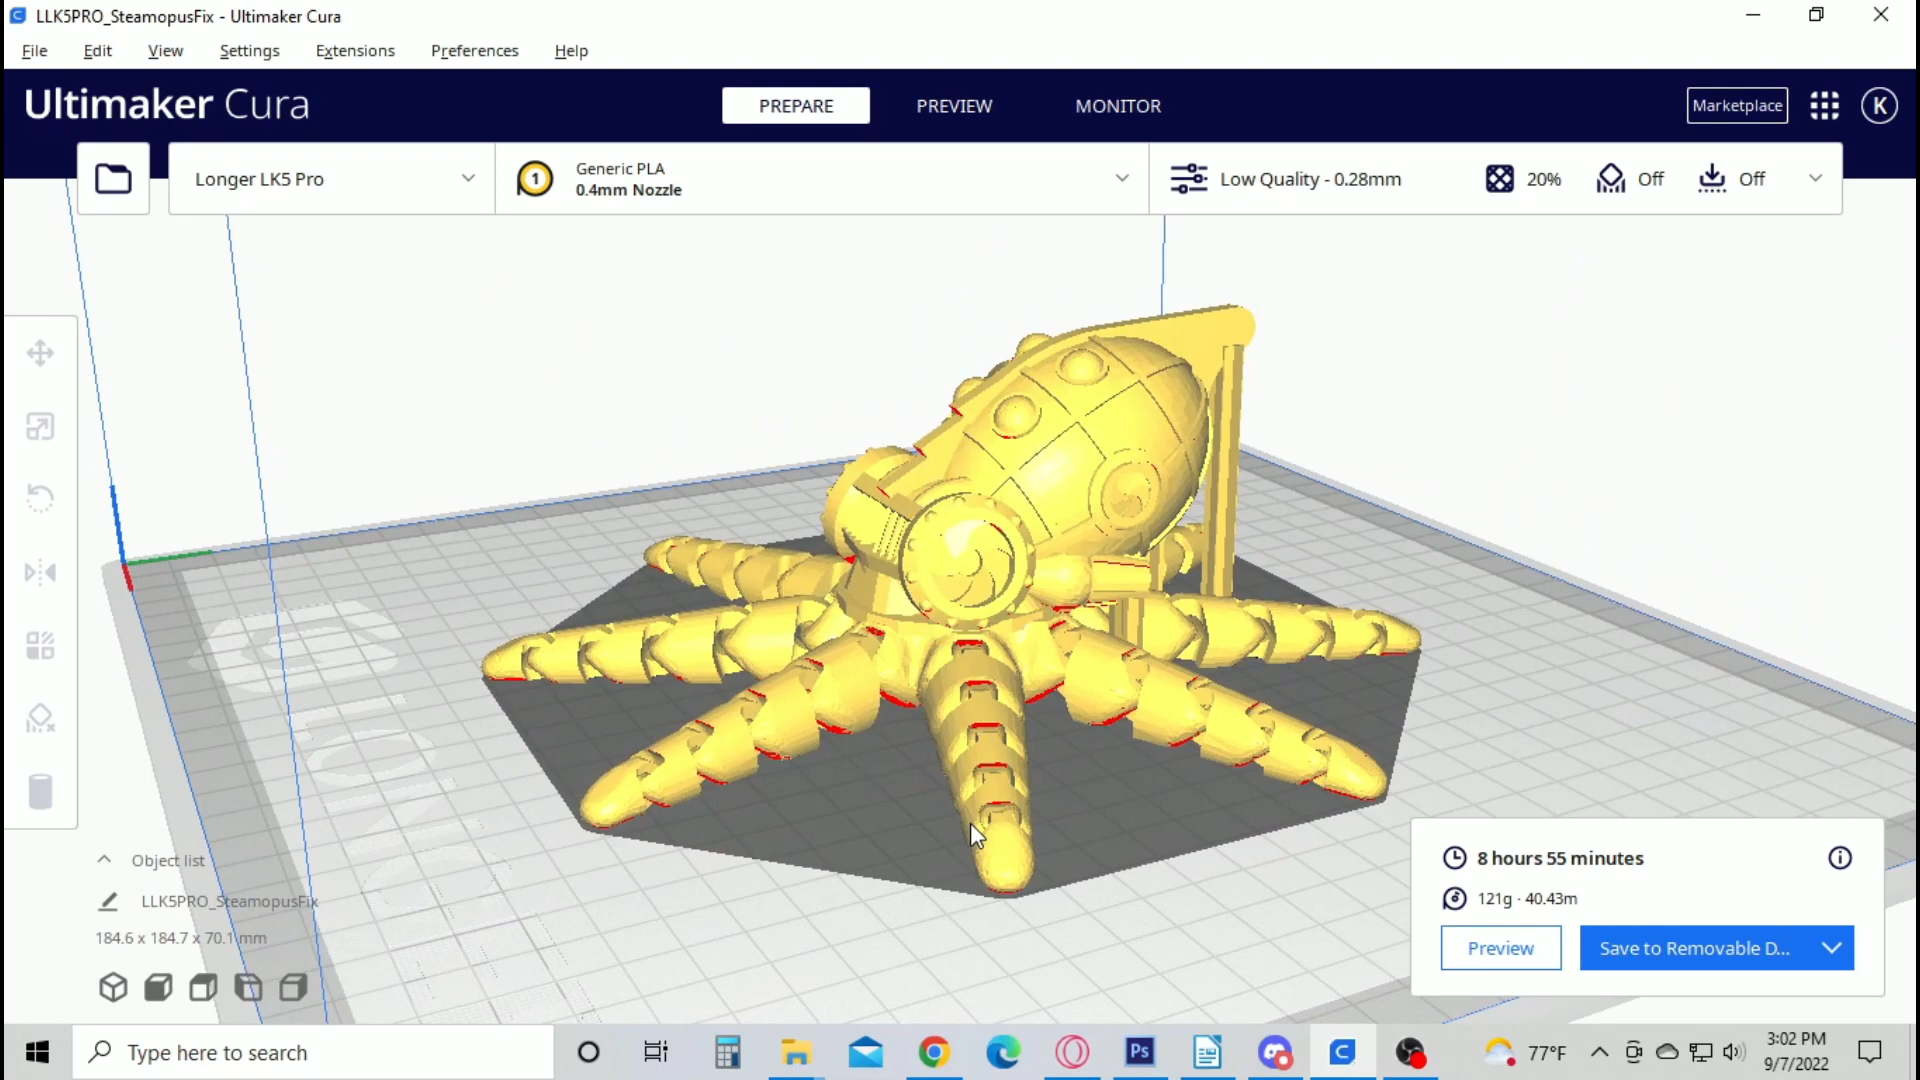 LLK5PRO_SteamopusFix - Ultimaker Cura
File Edit View Settings Extensions Preferences Help
Ultimaker Cura
PREPARE PREVIEW MONITOR
Marketplace
K
Longer LK5 Pro
1
Generic PLA
0.4mm Nozzle
Low Quality - 0.28mm
20%
Off
Off
Object list
LLK5PRO_SteamopusFix
184.6 x 184.7 x 70.1 mm
8 hours 55 minutes
121g · 40.43m
Preview
Save to Removable D...
Type here to search
Ps
77°F
3:02 PM
9/7/2022